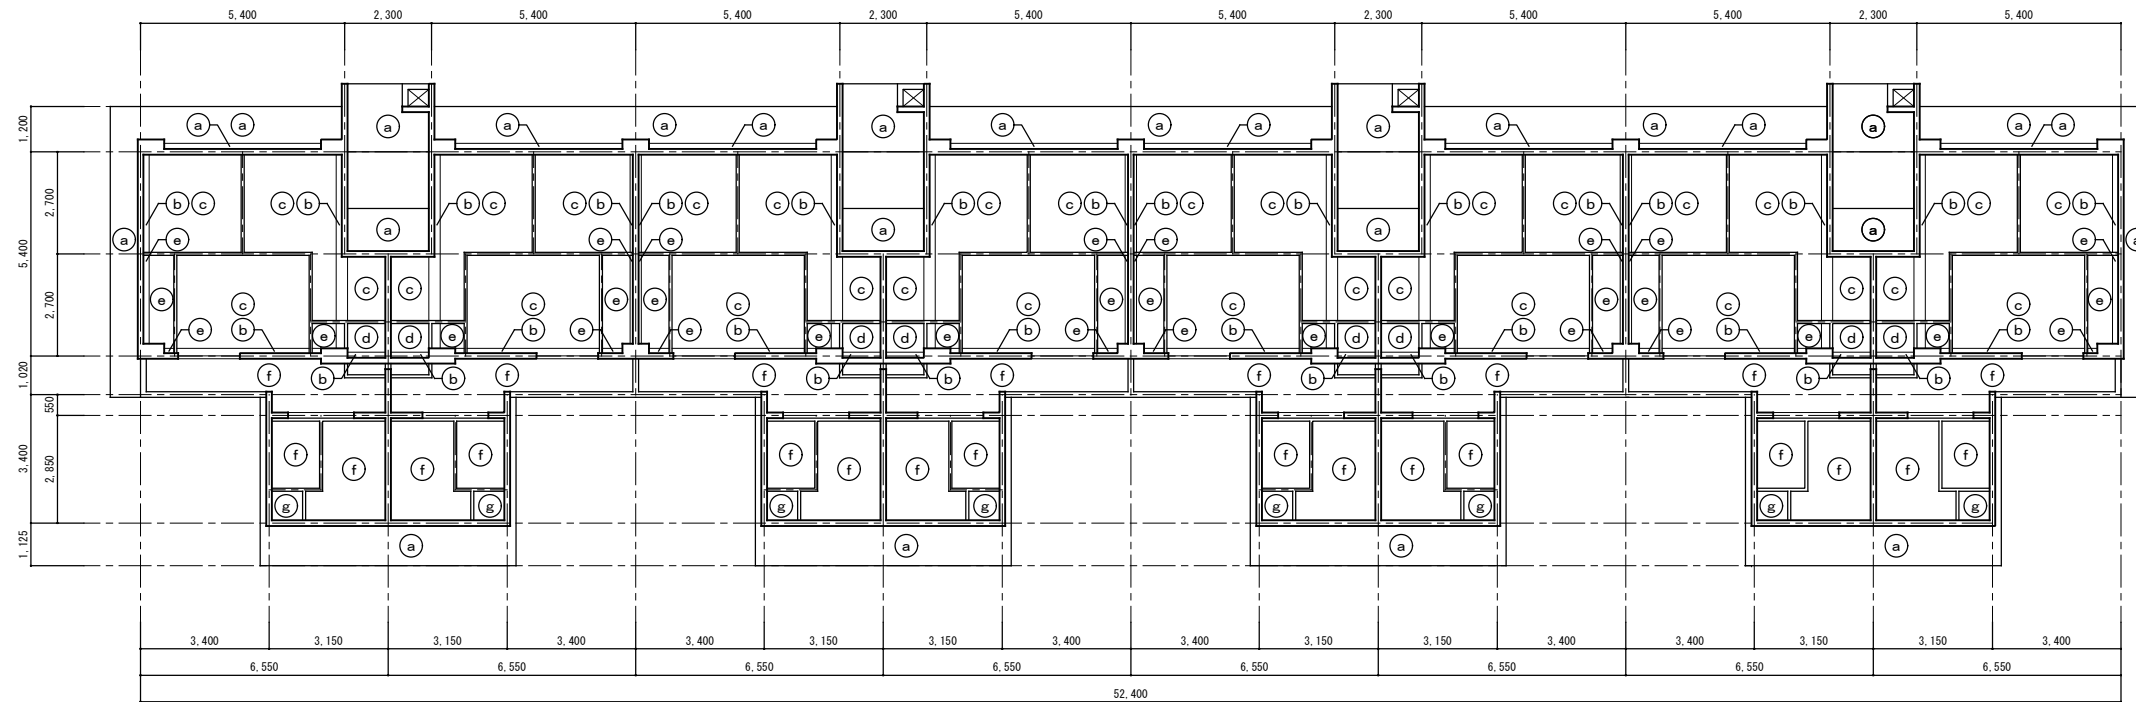 5,400 2,300 5,400 5,400 2,300 5,400 5,400 2,300 5,400 5,400 2,300 5,400
1,200
a a a a a a a a a a a a a a a a
2,700
b c c b b c c b b c c b b c c b b c c b b c c b b c c b b c c b
a a a a a a
5,400
e e e e e e e e
2,700
e c c c c e e c c c c e e c c c c e e c c c c e
e b e d d e b e e b e d d e b e e b e d d e b e e b e d d e b e
1,020
f b b f f b b f f b b f f b b f
550
3,400
2,850
f f f f f f f f f f f f f f f f
g g g g g g g g
1,125
a a a a
3,400 3,150 3,150 3,400 3,400 3,150 3,150 3,400 3,400 3,150 3,150 3,400 3,400 3,150 3,150 3,400
6,550 6,550 6,550 6,550 6,550 6,550 6,550 6,550
52,400